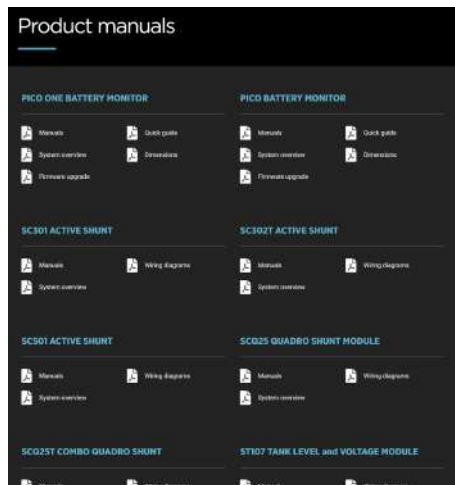 Product manuals
PICO ONE BATTERY MONITOR
Manuals
Quick guide
System overview
Dimensions
Firmware upgrade
PICO BATTERY MONITOR
Manuals
Quick guide
System overview
Dimensions
Firmware upgrade
SC301 ACTIVE SHUNT
Manuals
Wiring diagrams
System overview
SC302T ACTIVE SHUNT
Manuals
Wiring diagrams
System overview
SC501 ACTIVE SHUNT
Manuals
Wiring diagrams
System overview
SCQ25 QUADRO SHUNT MODULE
Manuals
Wiring diagrams
System overview
SCQ25T COMBO QUADRO SHUNT
ST107 TANK LEVEL and VOLTAGE MODULE